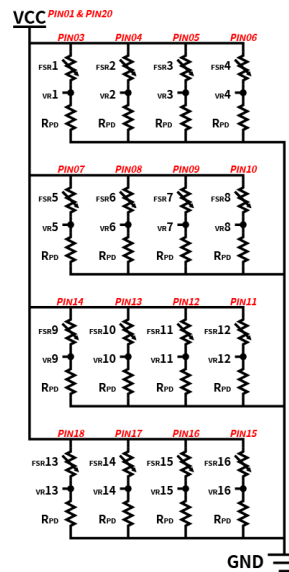 VCC PIN01 & PIN20
PIN03 PIN04 PIN05 PIN06
FSR1 FSR2 FSR3 FSR4
VR1 VR2 VR3 VR4
RPD RPD RPD RPD
PIN07 PIN08 PIN09 PIN10
FSR5 FSR6 FSR7 FSR8
VR5 VR6 VR7 VR8
RPD RPD RPD RPD
PIN14 PIN13 PIN12 PIN11
FSR9 FSR10 FSR11 FSR12
VR9 VR10 VR11 VR12
RPD RPD RPD RPD
PIN18 PIN17 PIN16 PIN15
FSR13 FSR14 FSR15 FSR16
VR13 VR14 VR15 VR16
RPD RPD RPD RPD
GND